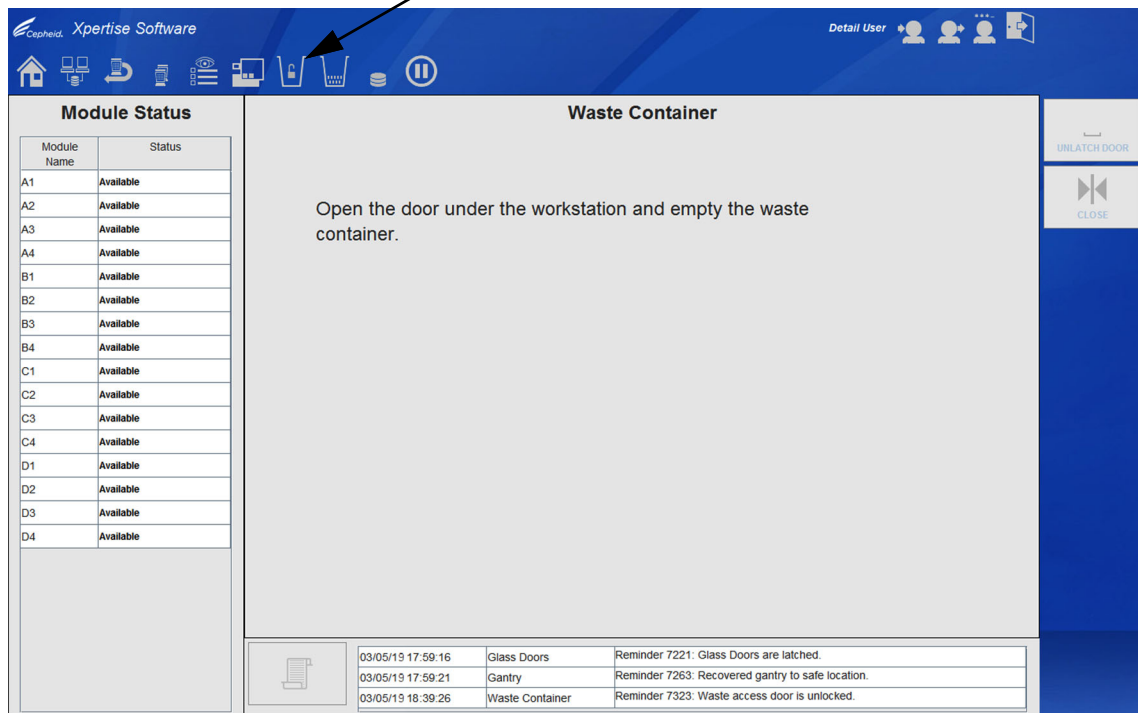 Cepheid. Xpertise Software
Detail User
Module Status
Module Name
Status
A1 Available
A2 Available
A3 Available
A4 Available
B1 Available
B2 Available
B3 Available
B4 Available
C1 Available
C2 Available
C3 Available
C4 Available
D1 Available
D2 Available
D3 Available
D4 Available
Waste Container
Open the door under the workstation and empty the waste
container.
UNLATCH DOOR
CLOSE
03/05/19 17:59:16 Glass Doors Reminder 7221: Glass Doors are latched.
03/05/19 17:59:21 Gantry Reminder 7263: Recovered gantry to safe location.
03/05/19 18:39:26 Waste Container Reminder 7323: Waste access door is unlocked.